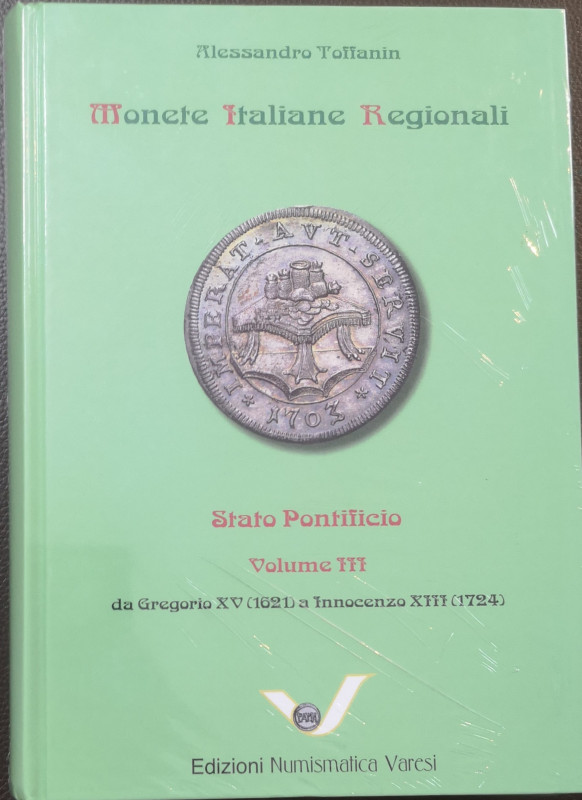 Alessandro Toffanin
Monete Italiane Regionali
* IMPERAT · AVT · SERVIT *
1703
Stato Pontificio
Volume III
da Gregorio XV (1621) a Innocenzo XIII (1724)
Edizioni Numismatica Varesi